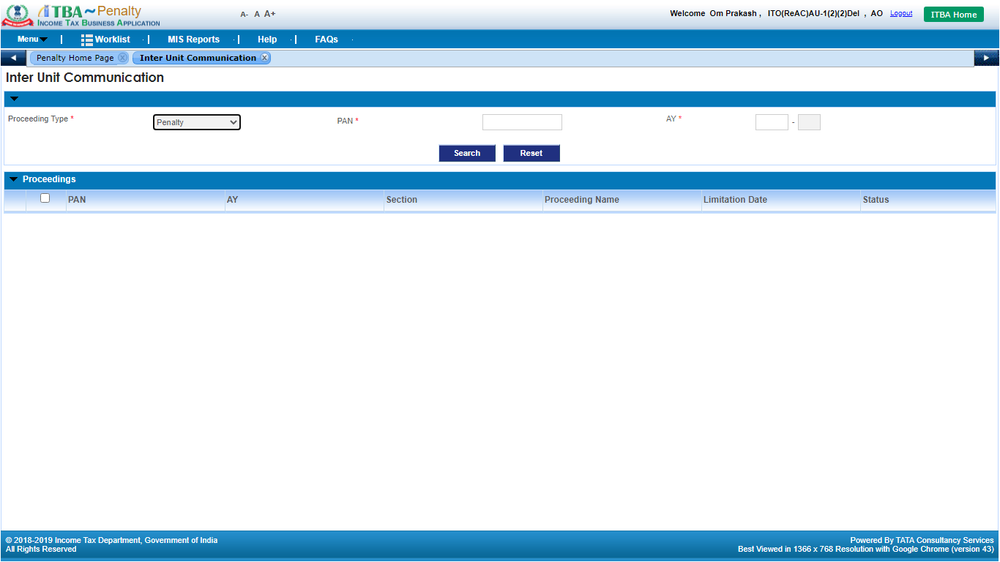 iTBA ~ Penalty
INCOME TAX BUSINESS APPLICATION
A- A A+
Welcome Om Prakash , ITO(ReAC)AU-1(2)(2)Del , AO Logout ITBA Home
Menu | Worklist | MIS Reports | Help | FAQs
Penalty Home Page Inter Unit Communication
Inter Unit Communication
Proceeding Type * Penalty PAN * AY * -
Search Reset
Proceedings
PAN AY Section Proceeding Name Limitation Date Status
© 2018-2019 Income Tax Department, Government of India
All Rights Reserved
Powered By TATA Consultancy Services
Best Viewed in 1366 x 768 Resolution with Google Chrome (version 43)